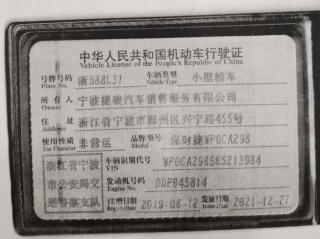 中华人民共和国机动车行驶证
Vehicle License of the People's Republic of China
号牌号码 浙B88L31 车辆类型 小型轿车
Plate No. Vehicle Type
所有人 宁波捷骏汽车销售服务有限公司
Owner
住址 浙江省宁波市鄞州区兴宁路455号
Address
使用性质 非营运 品牌型号 保时捷WP0CA298
Use Character Model
浙江省宁波 车辆识别代号 WP0CA2985KS213984
VIN
市公安局交 发动机号码 DDP045814
Engine No.
通警察支队 注册日期 2019-06-12 发证日期 2021-12-27
Register Date Issue Date